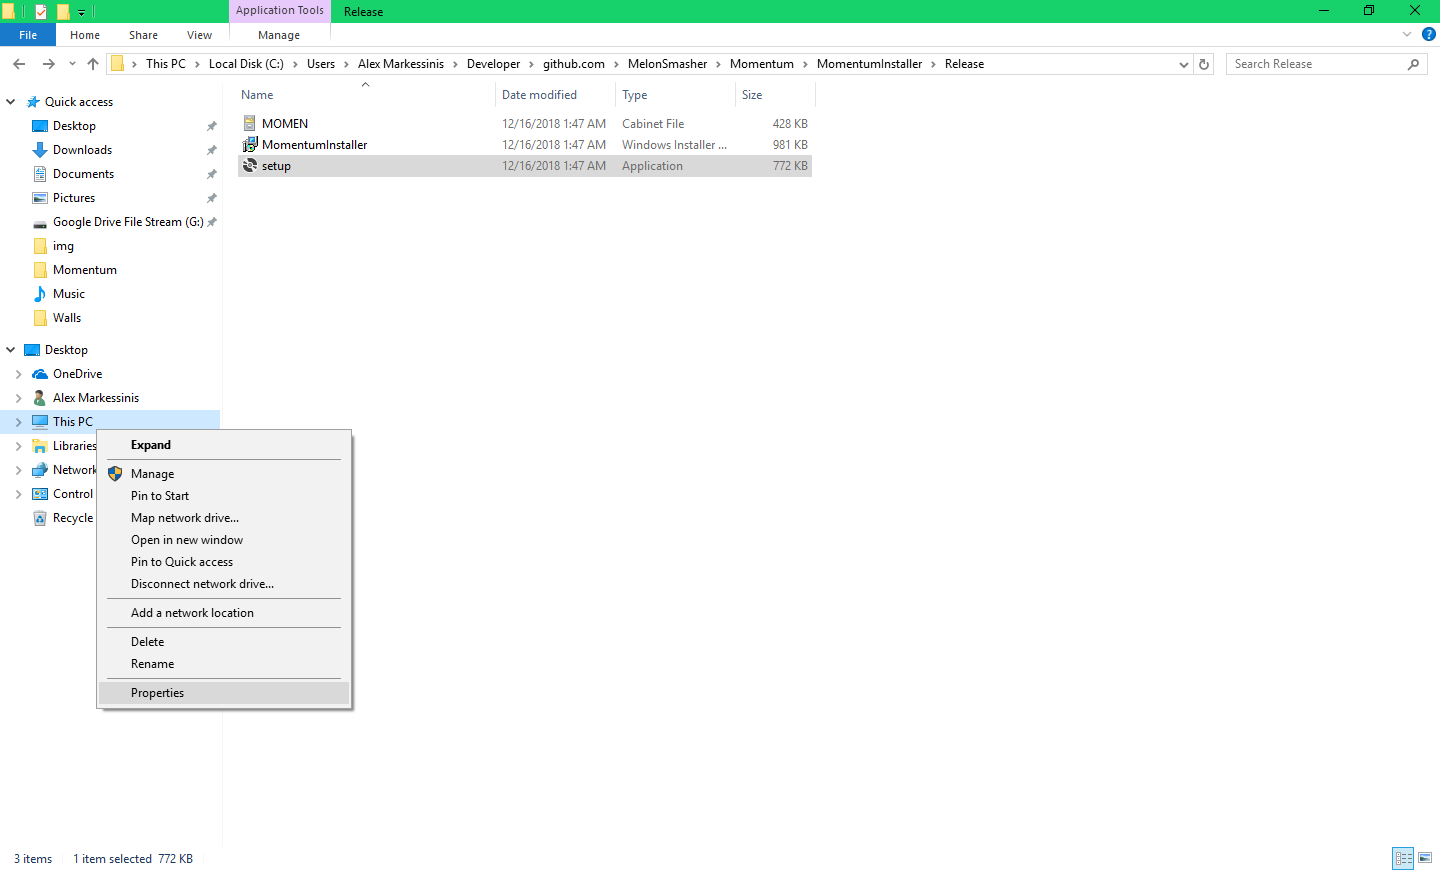 Application Tools Release
File Home Share View Manage
This PC Local Disk (C:) Users Alex Markessinis Developer github.com MelonSmasher Momentum MomentumInstaller Release Search Release
Name Date modified Type Size
Quick access
Desktop
Downloads
Documents
Pictures
Google Drive File Stream (G:)
img
Momentum
Music
Walls
Desktop
OneDrive
Alex Markessinis
This PC
Libraries
Network
Control
Recycle
MOMEN 12/16/2018 1:47 AM Cabinet File 428 KB
MomentumInstaller 12/16/2018 1:47 AM Windows Installer ... 981 KB
setup 12/16/2018 1:47 AM Application 772 KB
Expand
Manage
Pin to Start
Map network drive...
Open in new window
Pin to Quick access
Disconnect network drive...
Add a network location
Delete
Rename
Properties
3 items 1 item selected 772 KB